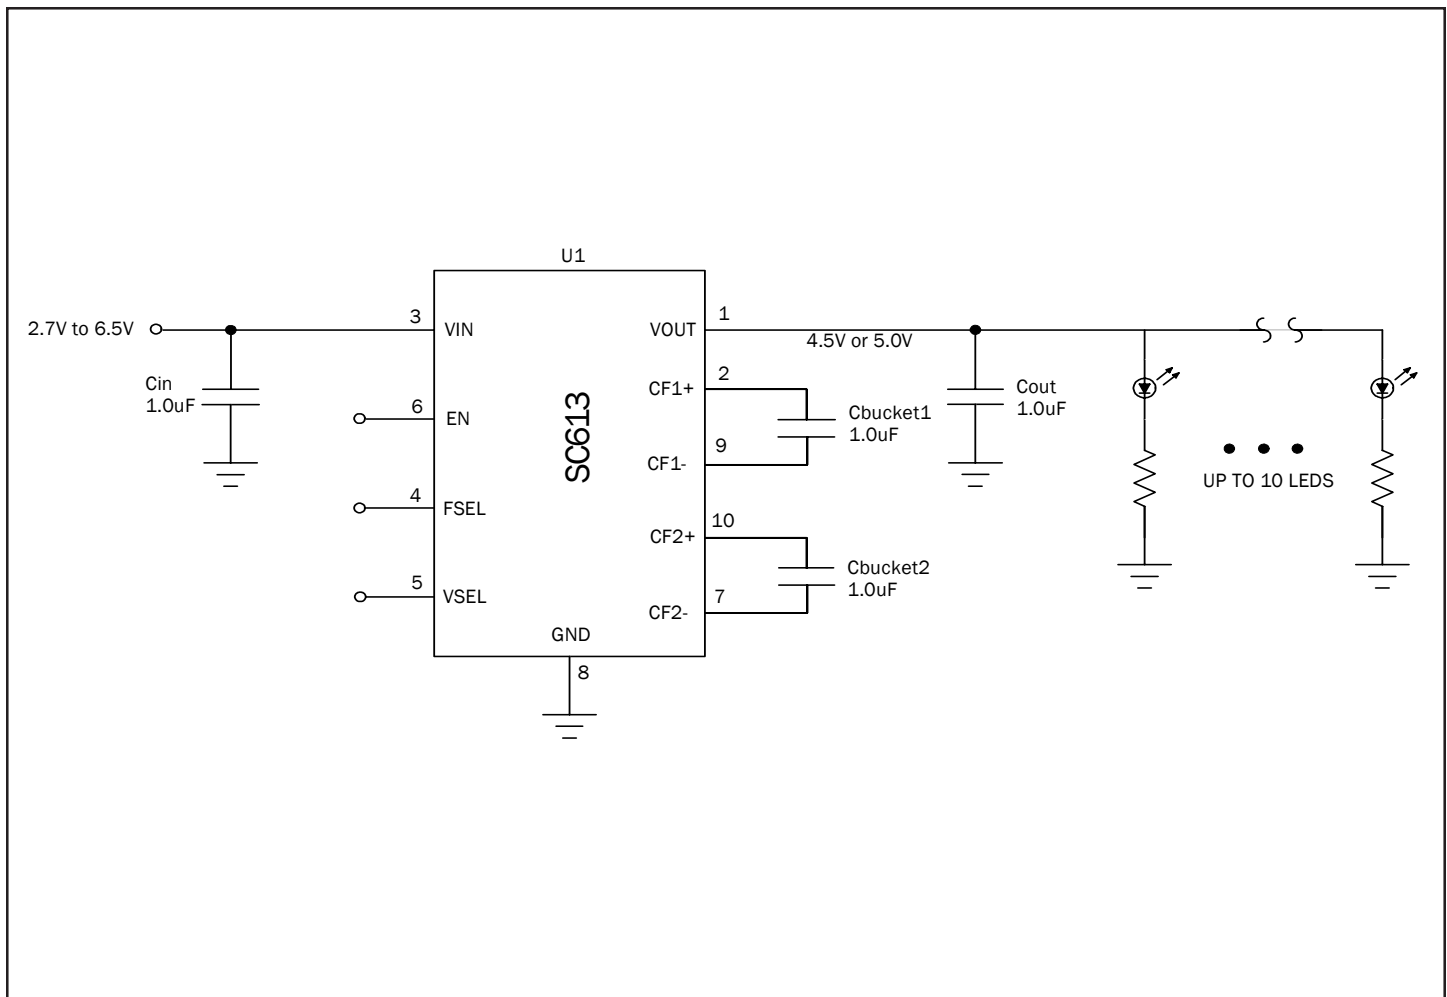 U1
2.7V to 6.5V
3
VIN
VOUT
1
4.5V or 5.0V
Cin
1.0uF
6
EN
4
FSEL
5
VSEL
SC613
CF1+
2
CF1-
9
Cbucket1
1.0uF
Cout
1.0uF
CF2+
10
CF2-
7
Cbucket2
1.0uF
UP TO 10 LEDS
GND
8